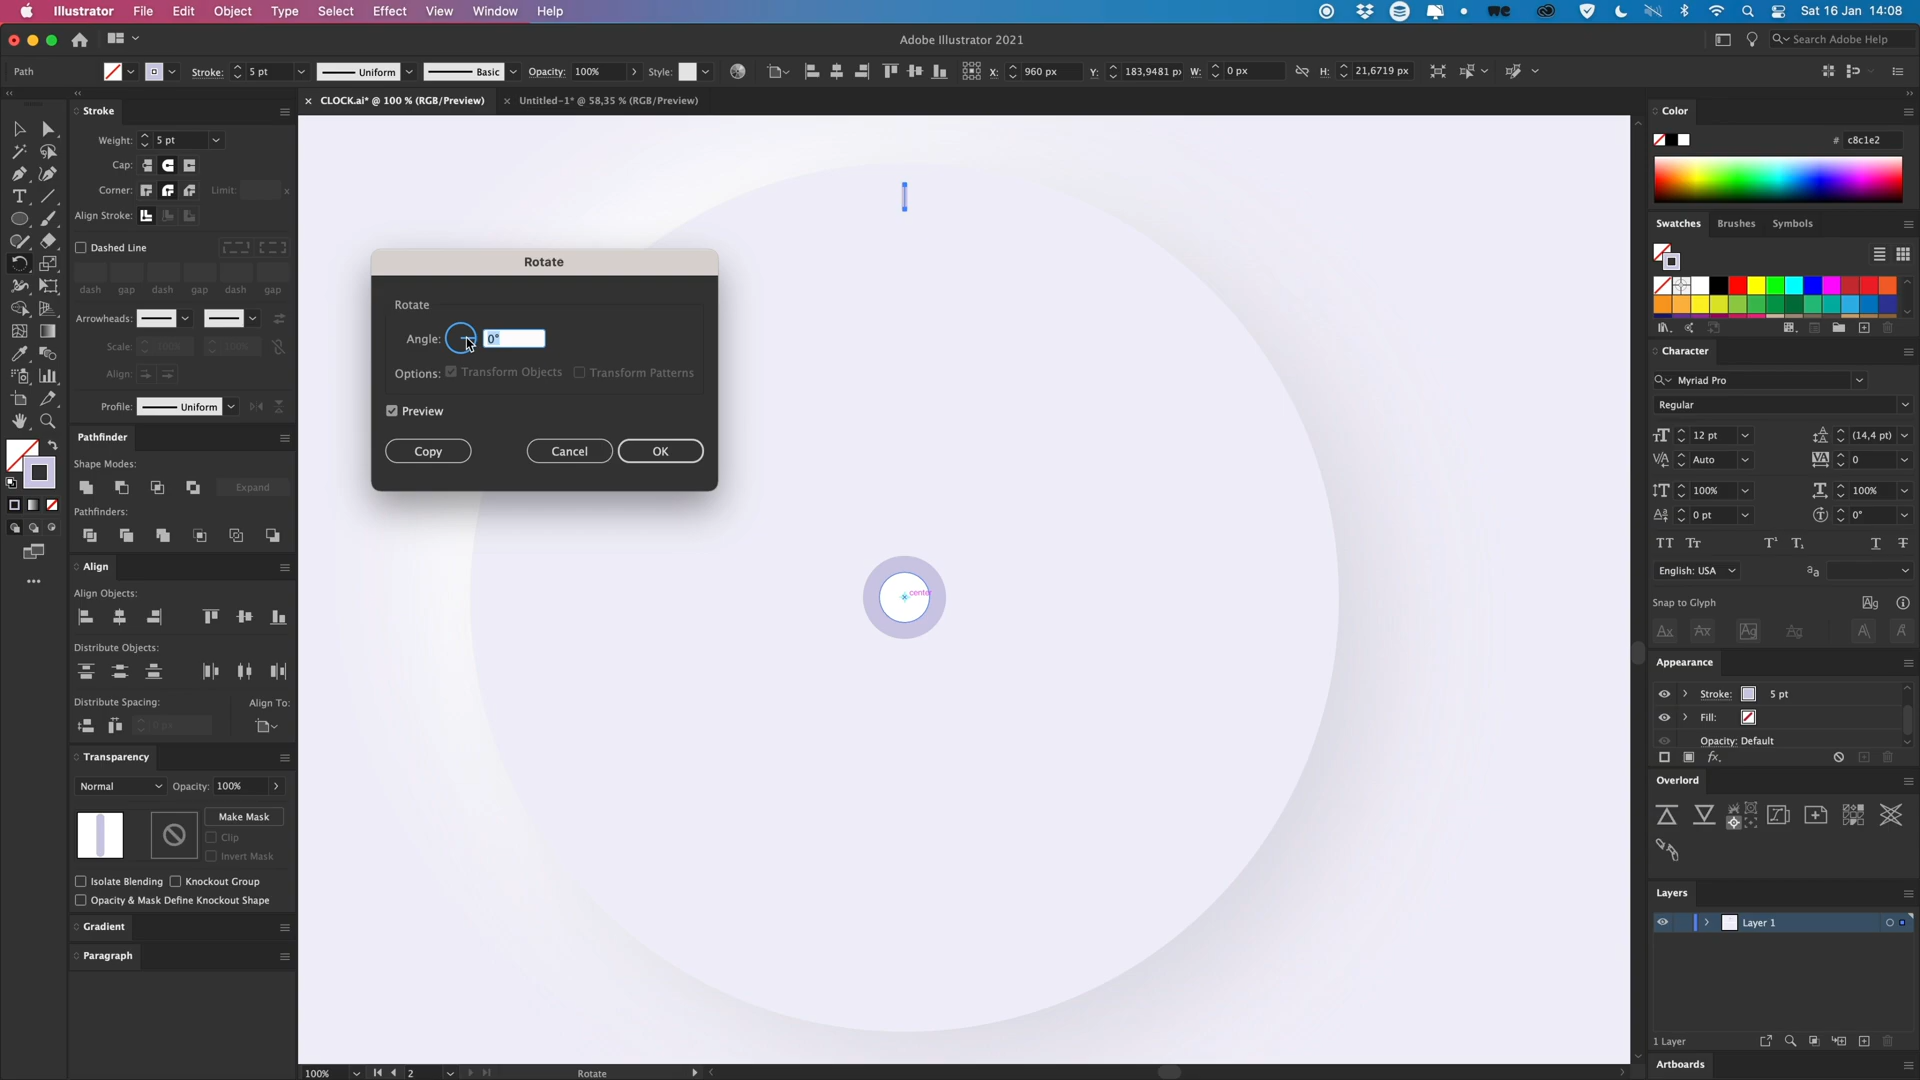 Illustrator File Edit Object Type Select Effect View Window Help
Sat 16 Jan 14:08
Adobe Illustrator 2021
Search Adobe Help
Path
Stroke: 5 pt
Uniform
Basic
Opacity: 100%
Style:
X: 960 px
Y: 183,9481 px
W: 0 px
H: 21,6719 px
× CLOCK.ai* @ 100 % (RGB/Preview)
× Untitled-1* @ 58,35 % (RGB/Preview)
Stroke
Weight: 5 pt
Cap:
Corner: Limit: x
Align Stroke:
Dashed Line
dash gap dash gap dash gap
Arrowheads:
Scale: 100% 100%
Align:
Profile: Uniform
Pathfinder
Shape Modes:
Expand
Pathfinders:
Align
Align Objects:
Distribute Objects:
Distribute Spacing: Align To:
0 px
Transparency
Normal Opacity: 100%
Make Mask
Clip
Invert Mask
Isolate Blending Knockout Group
Opacity & Mask Define Knockout Shape
Gradient
Paragraph
Rotate
Rotate
Angle: 0°
Options: Transform Objects Transform Patterns
Preview
Copy Cancel OK
center
100% 2 Rotate
Color
# c8c1e2
Swatches Brushes Symbols
Character
Myriad Pro
Regular
12 pt (14,4 pt)
Auto 0
100% 100%
0 pt 0°
English: USA
Snap to Glyph
Appearance
Stroke: 5 pt
Fill:
Opacity: Default
Overlord
Layers
Layer 1
1 Layer
Artboards